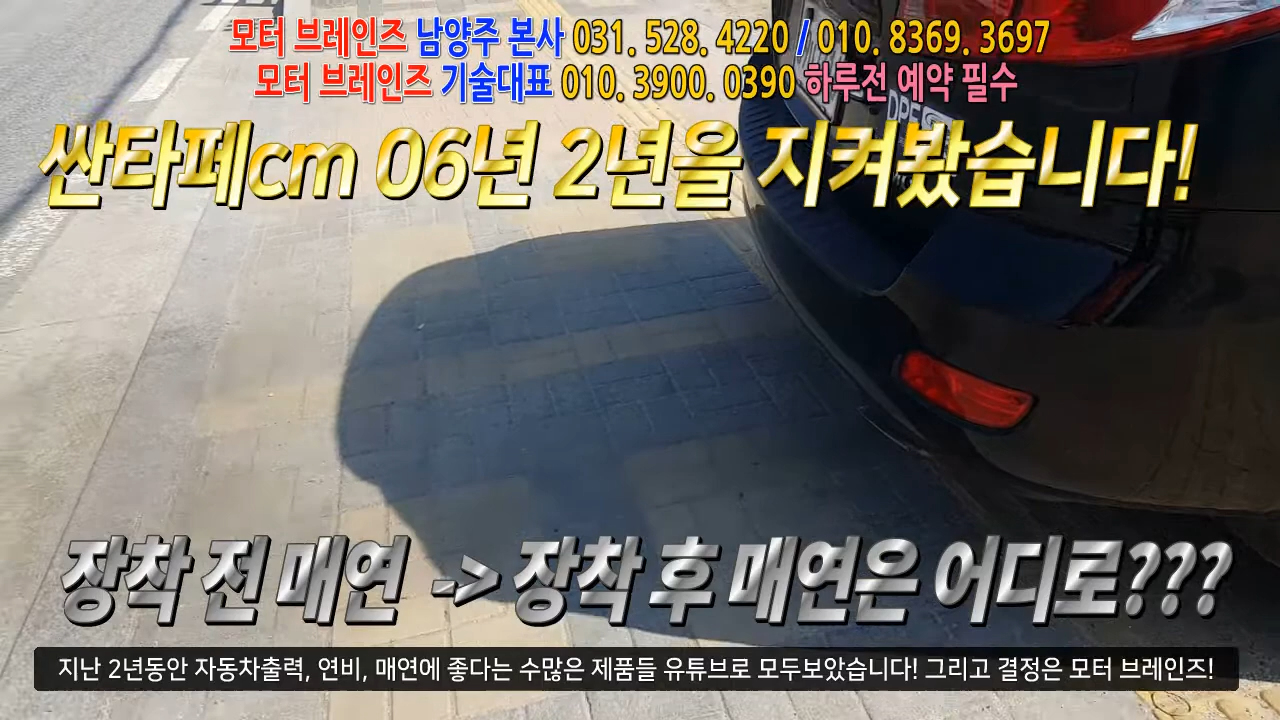 모터 브레인즈 남양주 본사 031. 528. 4220 / 010. 8369. 3697
모터 브레인즈 기술대표 010. 3900. 0390 하루전 예약 필수
DPF
싼타페cm 06년 2년을 지켜봤습니다!
장착 전 매연 -> 장착 후 매연은 어디로???
지난 2년동안 자동차출력, 연비, 매연에 좋다는 수많은 제품들 유튜브로 모두보았습니다! 그리고 결정은 모터 브레인즈!